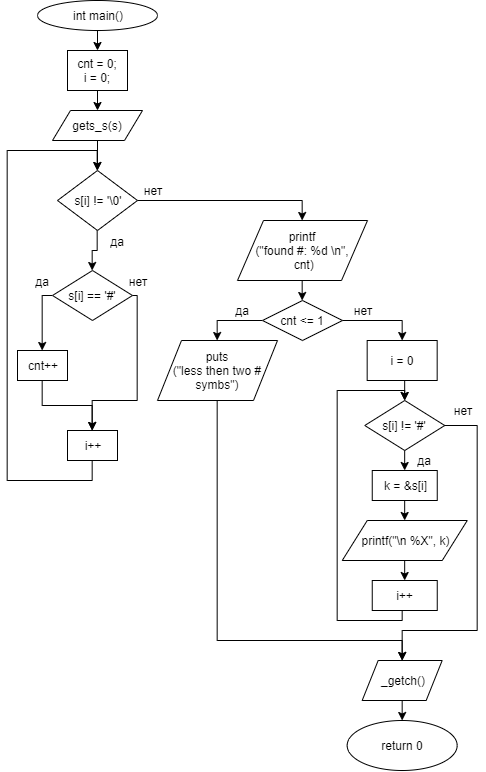 int main()
cnt = 0;
i = 0;
gets_s(s)
s[i] != '\0'
нет
да
s[i] == '#'
да
нет
cnt++
i++
printf
("found #: %d \n",
cnt)
cnt <= 1
да
нет
puts
("less then two #
symbs")
i = 0
s[i] != '#'
нет
да
k = &s[i]
printf("\n %X", k)
i++
_getch()
return 0